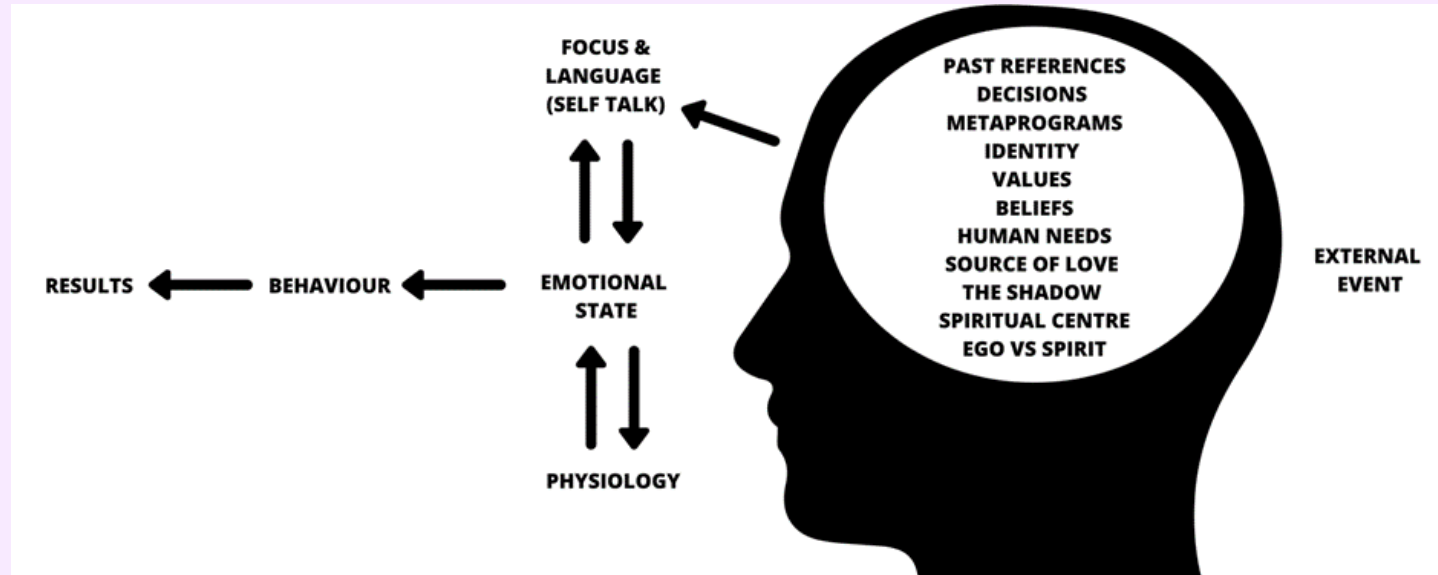 FOCUS &
LANGUAGE
(SELF TALK)
PAST REFERENCES
DECISIONS
METAPROGRAMS
IDENTITY
VALUES
BELIEFS
HUMAN NEEDS
SOURCE OF LOVE
THE SHADOW
SPIRITUAL CENTRE
EGO VS SPIRIT
EXTERNAL
EVENT
RESULTS
BEHAVIOUR
EMOTIONAL
STATE
PHYSIOLOGY